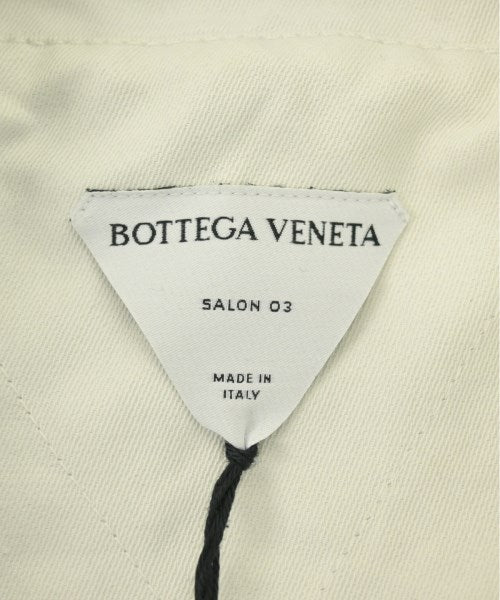 BOTTEGA VENETA
SALON 03
MADE IN
ITALY